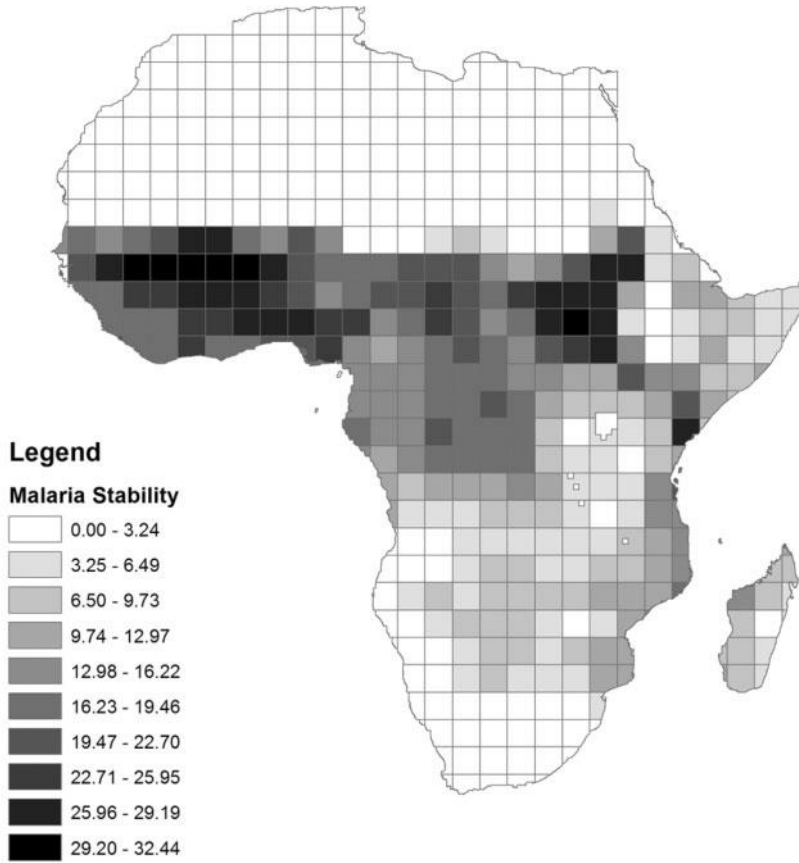 Legend
Malaria Stability
0.00 - 3.24
3.25 - 6.49
6.50 - 9.73
9.74 - 12.97
12.98 - 16.22
16.23 - 19.46
19.47 - 22.70
22.71 - 25.95
25.96 - 29.19
29.20 - 32.44